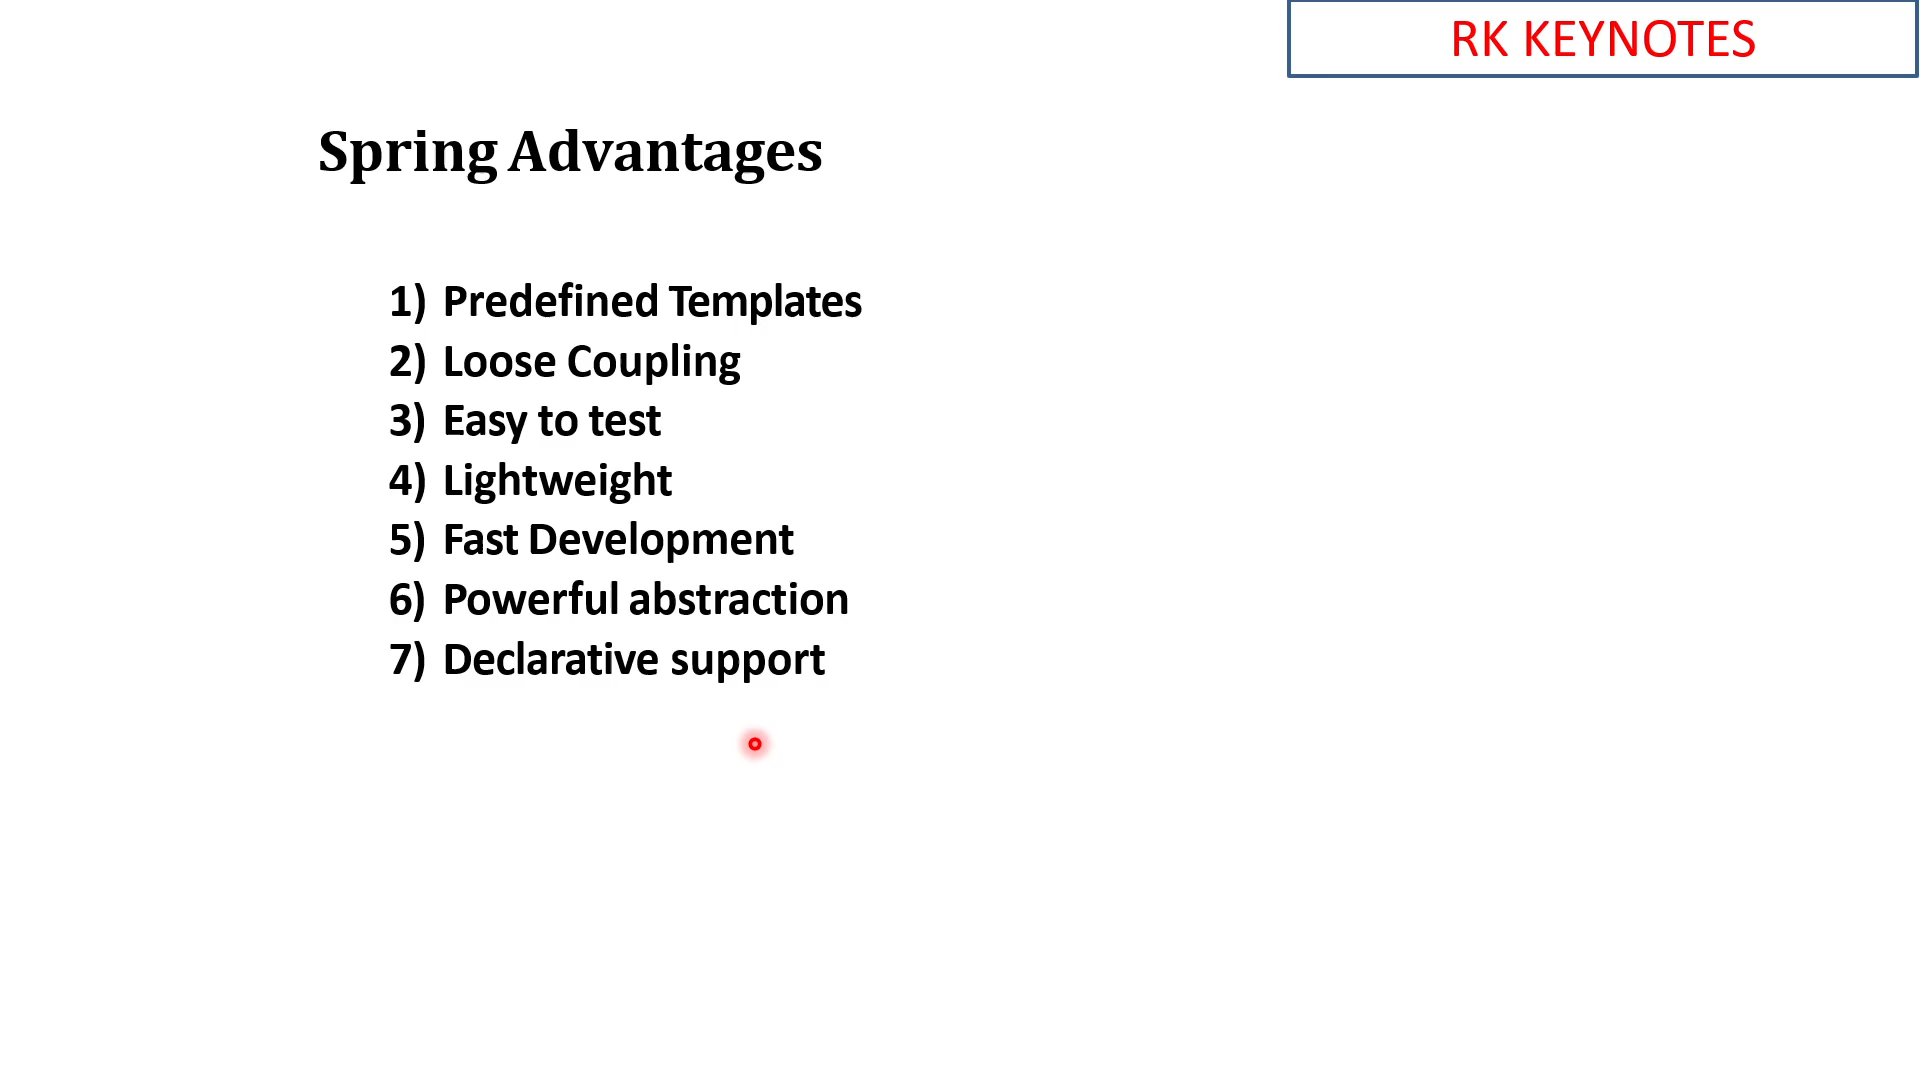 RK KEYNOTES
Spring Advantages
1) Predefined Templates
2) Loose Coupling
3) Easy to test
4) Lightweight
5) Fast Development
6) Powerful abstraction
7) Declarative support